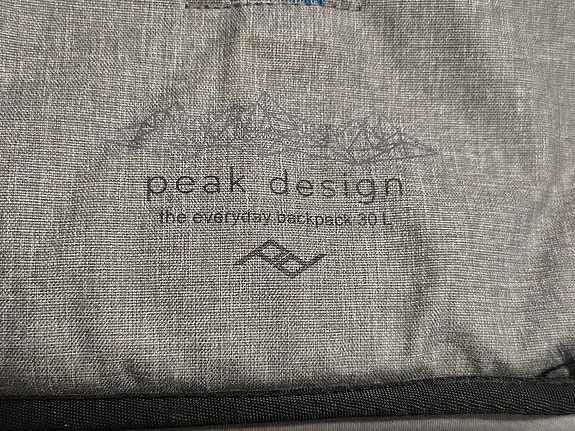 peak design
the everyday backpack 30 L